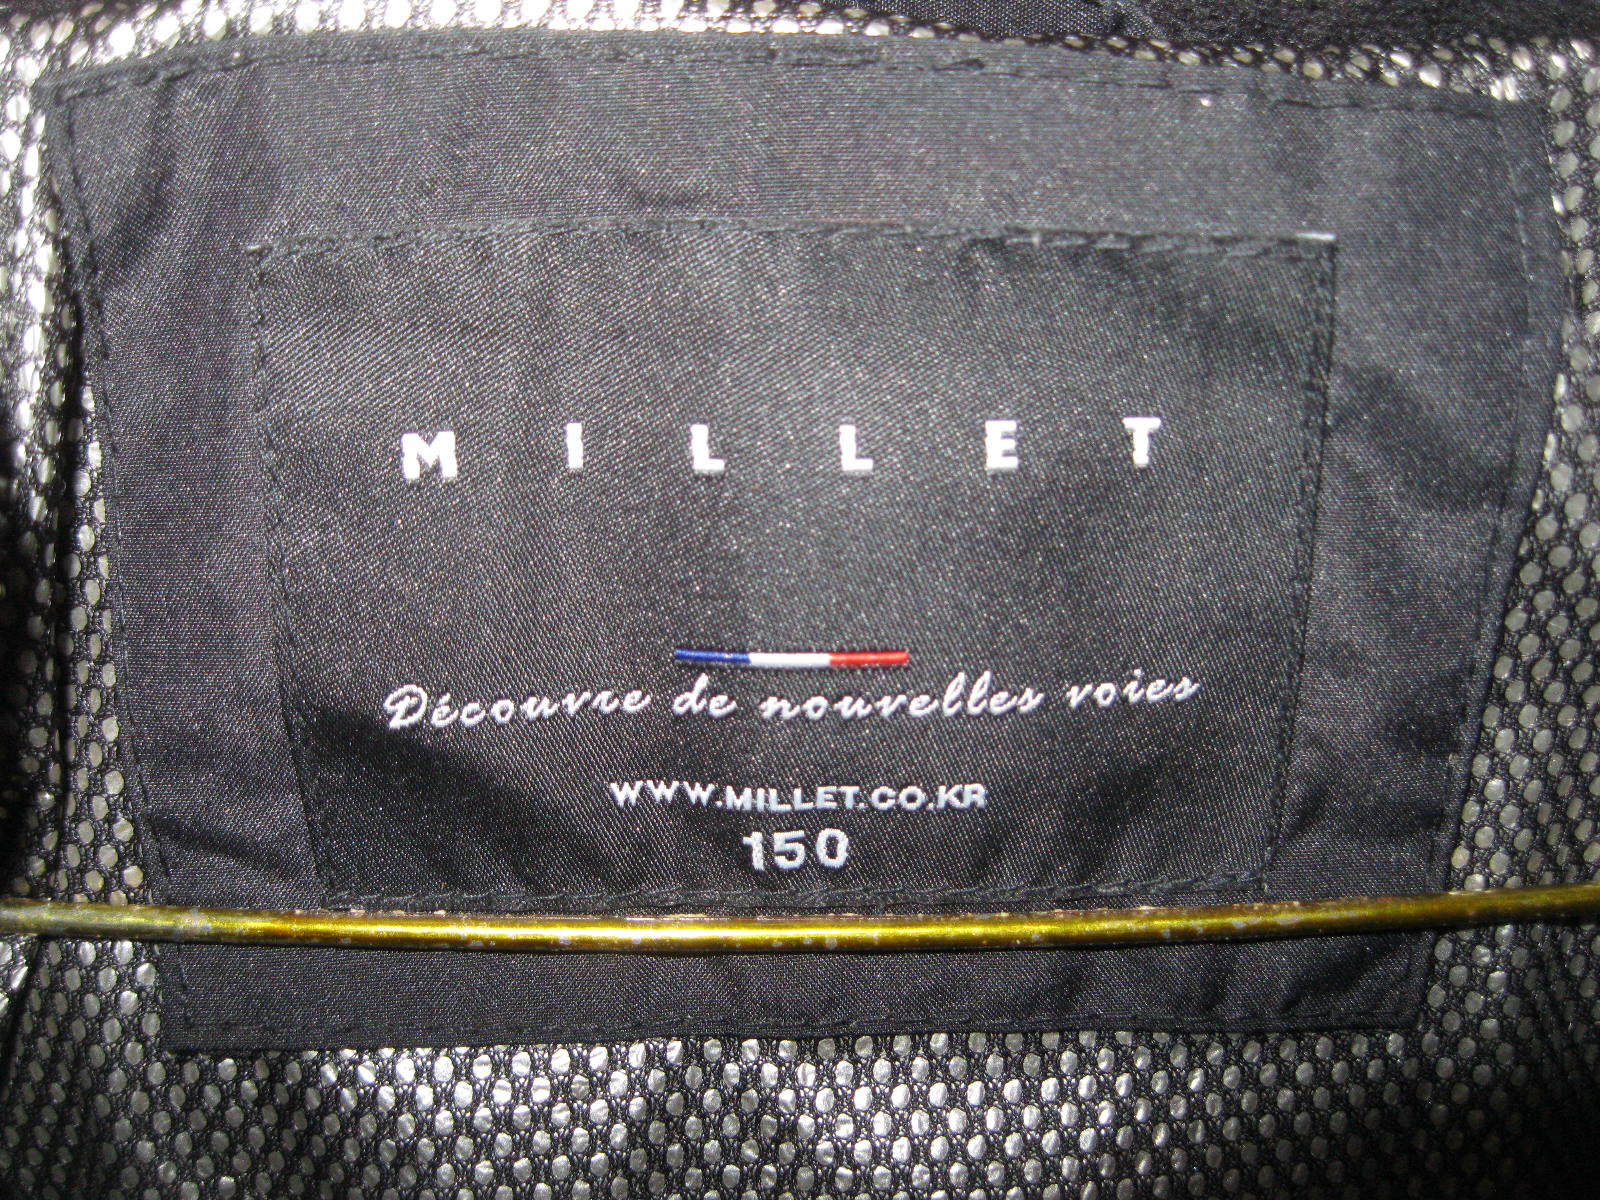 MILLET
Découvre de nouvelles voies
WWW.MILLET.CO.KR
150